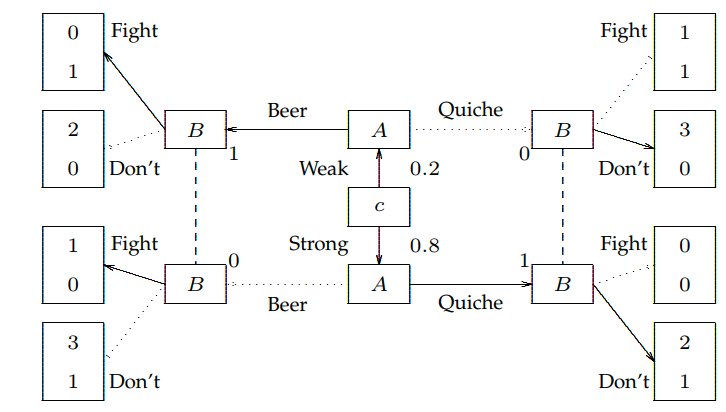 0 Fight Fight 1
1 1
Beer Quiche
2 B A B 3
1 0
0 Don't Weak 0.2 Don't 0
c
1 Fight Strong 0.8 Fight 0
0 1
0 B A B 0
Beer Quiche
3 2
1 Don't Don't 1